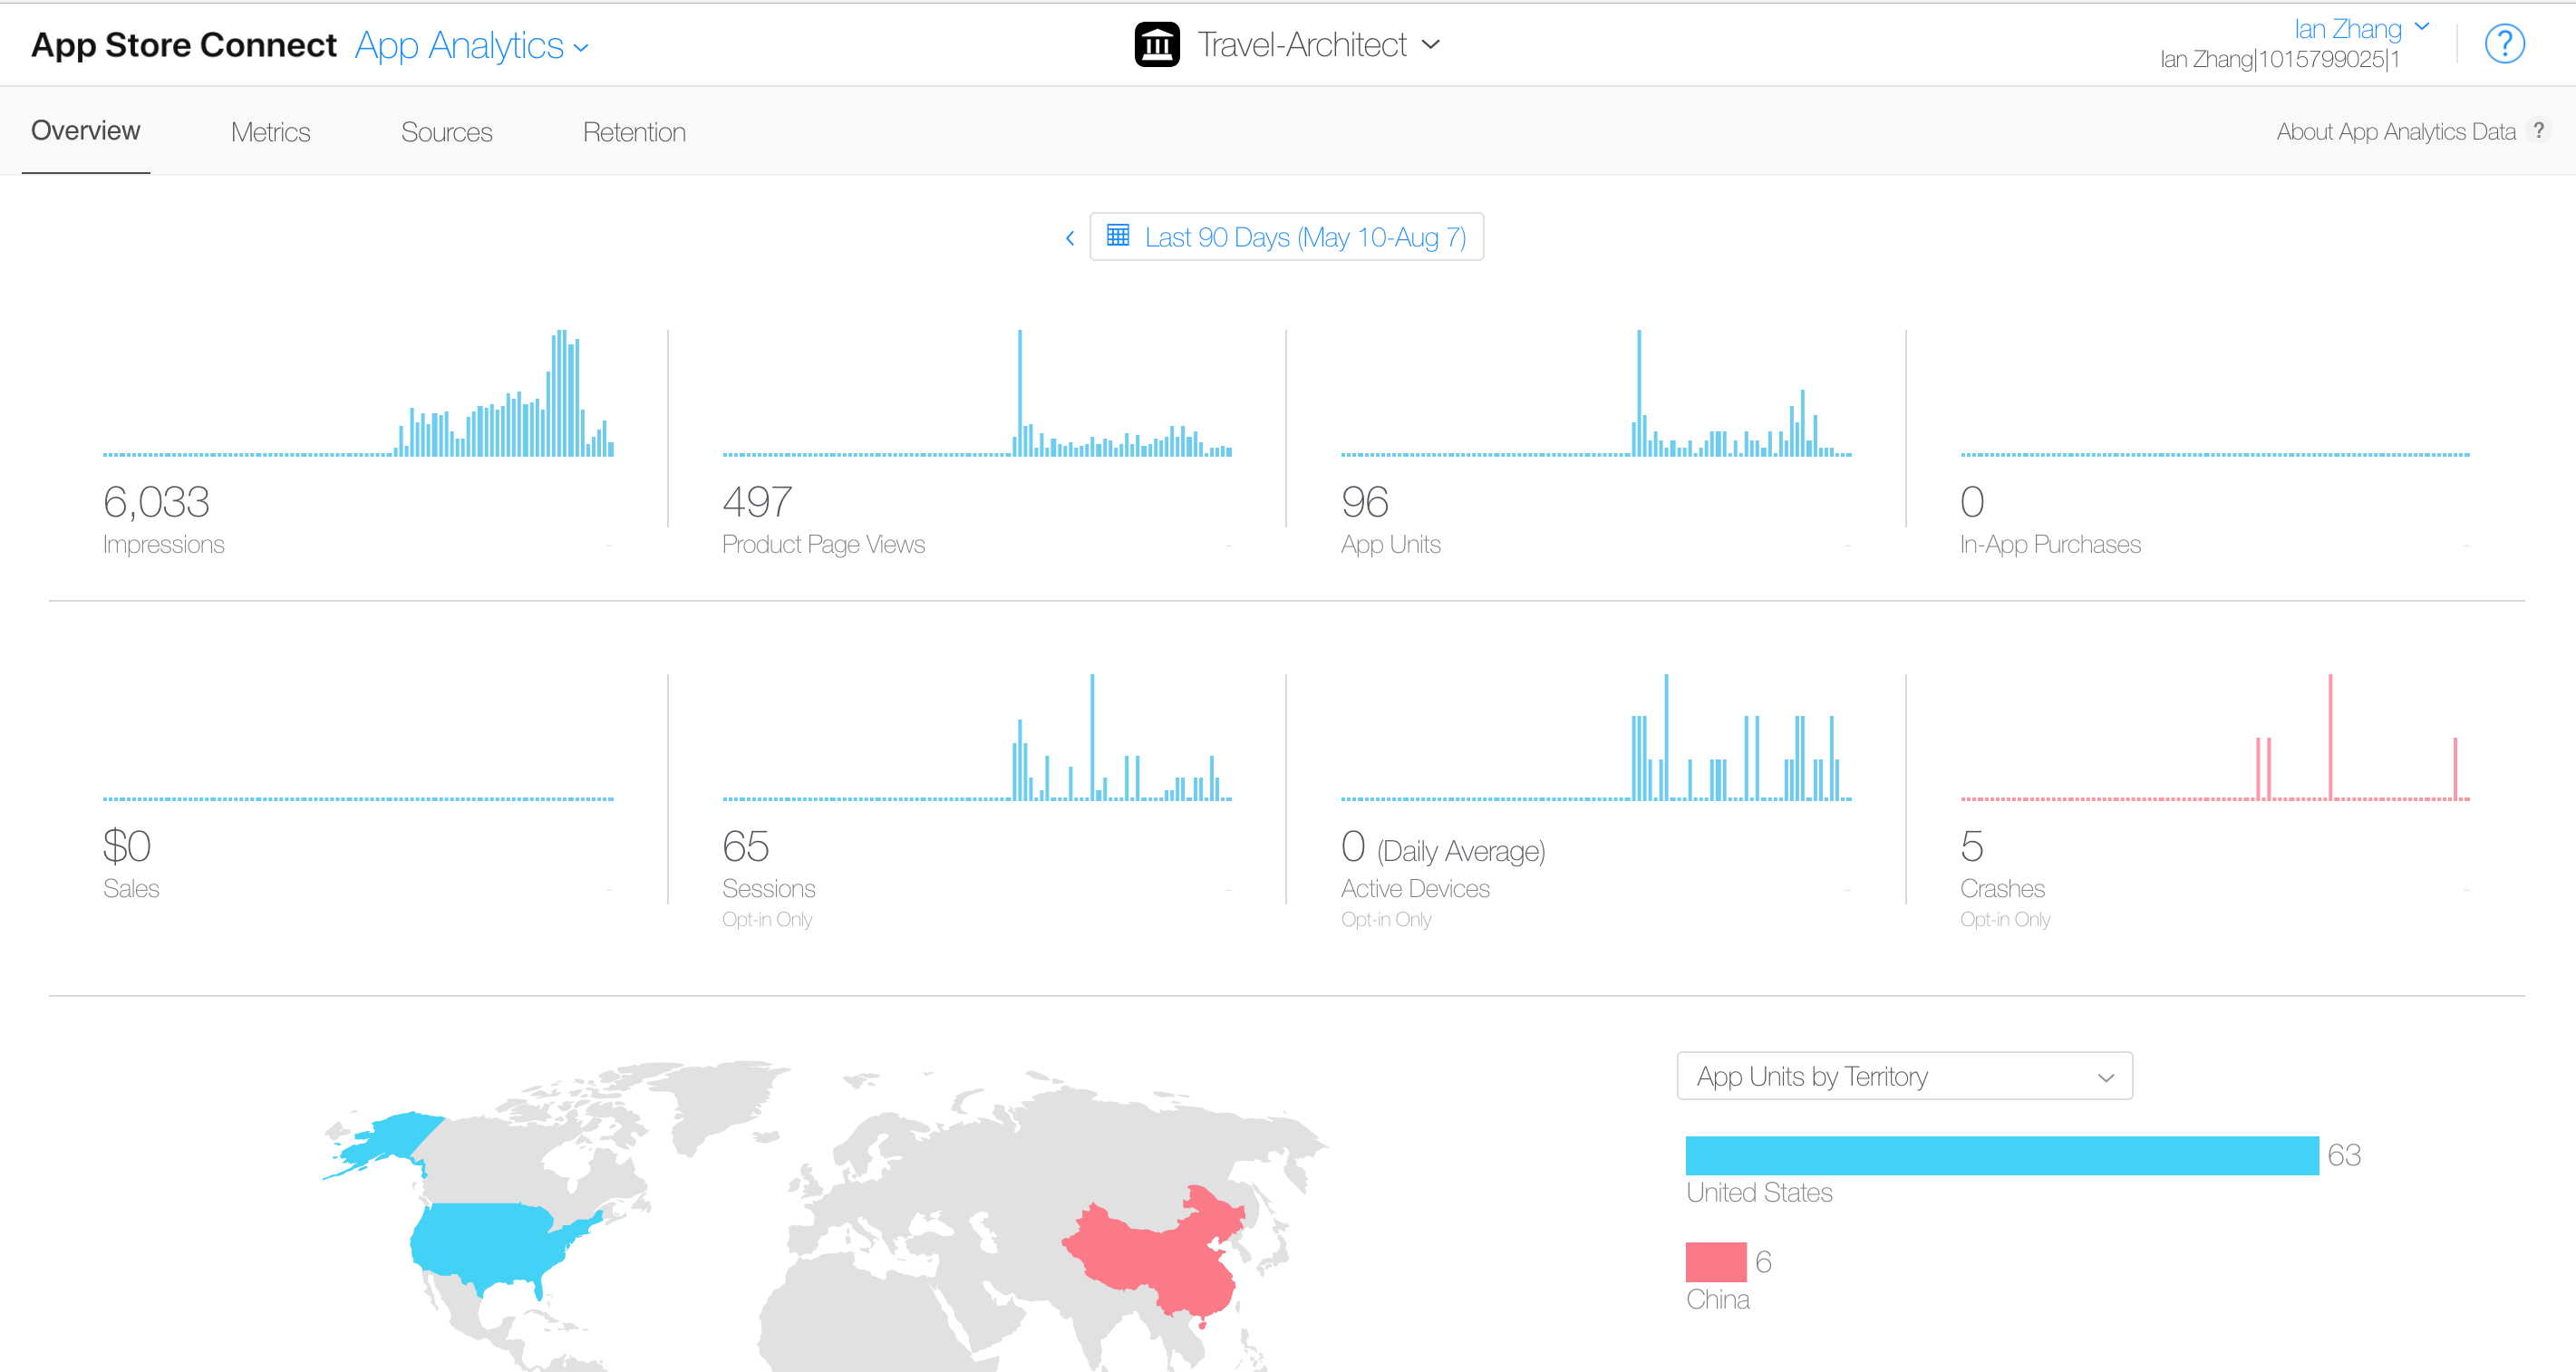 App Store Connect App Analytics
Travel-Architect
Ian Zhang
Ian Zhang|1015799025|1
?
Overview Metrics Sources Retention
About App Analytics Data ?
Last 90 Days (May 10-Aug 7)
6,033
Impressions
-
497
Product Page Views
-
96
App Units
-
0
In-App Purchases
-
$0
Sales
-
65
Sessions
-
Opt-in Only
0 (Daily Average)
Active Devices
-
Opt-in Only
5
Crashes
-
Opt-in Only
App Units by Territory
63
United States
6
China